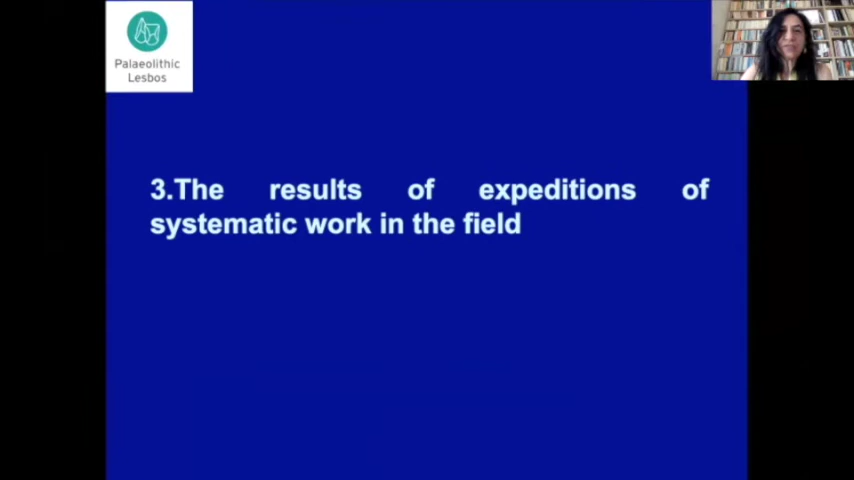 Palaeolithic
Lesbos
3.The results of expeditions of
systematic work in the field